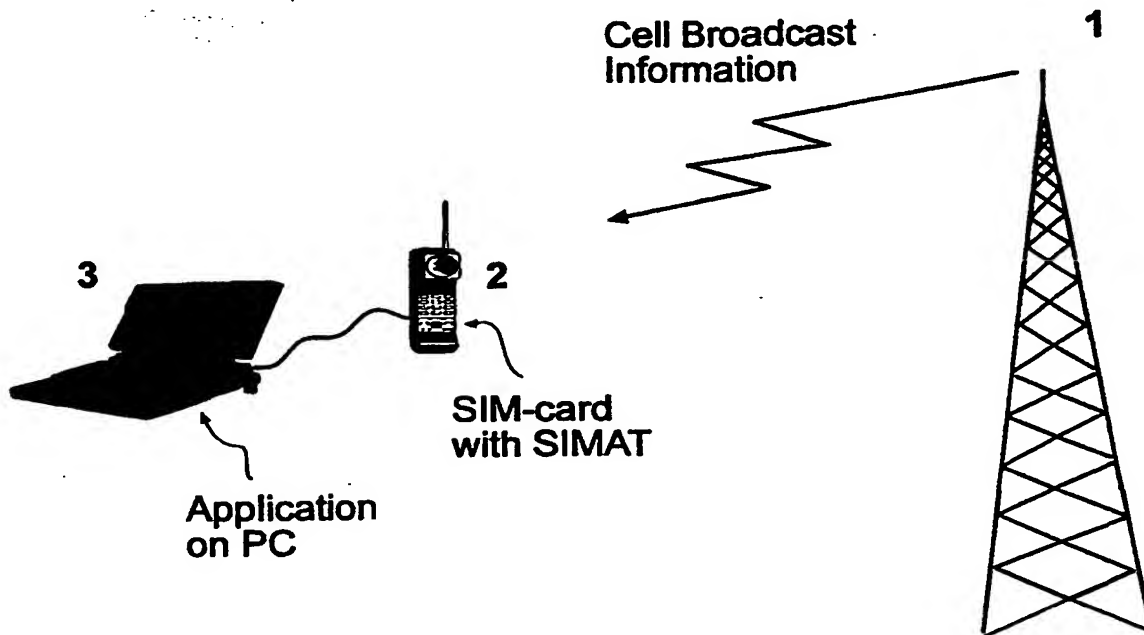 Cell Broadcast
Information
1
3
2
SIM-card
with SIMAT
Application
on PC